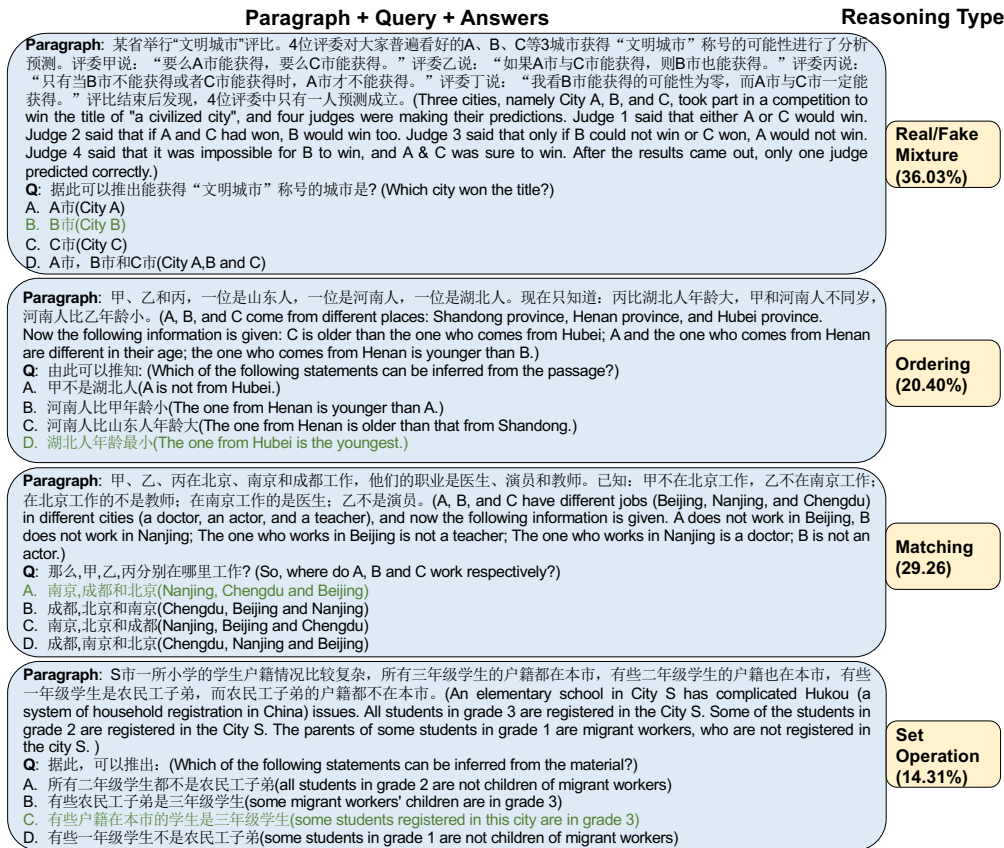 Paragraph + Query + Answers
Reasoning Type
Paragraph: 某省举行“文明城市”评比。4位评委对大家普遍看好的A、B、C等3城市获得“文明城市”称号的可能性进行了分析
预测。评委甲说：“要么A市能获得，要么C市能获得。”评委乙说：“如果A市与C市能获得，则B市也能获得。”评委丙说：
“只有当B市不能获得或者C市能获得时，A市才不能获得。”评委丁说：“我看B市能获得的可能性为零，而A市与C市一定能
获得。”评比结束后发现，4位评委中只有一人预测成立。(Three cities, namely City A, B, and C, took part in a competition to
win the title of "a civilized city", and four judges were making their predictions. Judge 1 said that either A or C would win.
Judge 2 said that if A and C had won, B would win too. Judge 3 said that only if B could not win or C won, A would not win.
Judge 4 said that it was impossible for B to win, and A & C was sure to win. After the results came out, only one judge
predicted correctly.)
Q: 据此可以推出能获得“文明城市”称号的城市是? (Which city won the title?)
A. A市(City A)
B. B市(City B)
C. C市(City C)
D. A市，B市和C市(City A,B and C)
Real/Fake
Mixture
(36.03%)
Paragraph: 甲、乙和丙，一位是山东人，一位是河南人，一位是湖北人。现在只知道：丙比湖北人年龄大，甲和河南人不同岁，
河南人比乙年龄小。(A, B, and C come from different places: Shandong province, Henan province, and Hubei province.
Now the following information is given: C is older than the one who comes from Hubei; A and the one who comes from Henan
are different in their age; the one who comes from Henan is younger than B.)
Q: 由此可以推知: (Which of the following statements can be inferred from the passage?)
A. 甲不是湖北人(A is not from Hubei.)
B. 河南人比甲年龄小(The one from Henan is younger than A.)
C. 河南人比山东人年龄大(The one from Henan is older than that from Shandong.)
D. 湖北人年龄最小(The one from Hubei is the youngest.)
Ordering
(20.40%)
Paragraph: 甲、乙、丙在北京、南京和成都工作，他们的职业是医生、演员和教师。已知：甲不在北京工作，乙不在南京工作；
在北京工作的不是教师；在南京工作的是医生；乙不是演员。(A, B, and C have different jobs (Beijing, Nanjing, and Chengdu)
in different cities (a doctor, an actor, and a teacher), and now the following information is given. A does not work in Beijing, B
does not work in Nanjing; The one who works in Beijing is not a teacher; The one who works in Nanjing is a doctor; B is not an
actor.)
Q: 那么,甲,乙,丙分别在哪里工作? (So, where do A, B and C work respectively?)
A. 南京,成都和北京(Nanjing, Chengdu and Beijing)
B. 成都,北京和南京(Chengdu, Beijing and Nanjing)
C. 南京,北京和成都(Nanjing, Beijing and Chengdu)
D. 成都,南京和北京(Chengdu, Nanjing and Beijing)
Matching
(29.26)
Paragraph: S市一所小学的学生户籍情况比较复杂，所有三年级学生的户籍都在本市，有些二年级学生的户籍也在本市，有些
一年级学生是农民工子弟，而农民工子弟的户籍都不在本市。(An elementary school in City S has complicated Hukou (a
system of household registration in China) issues. All students in grade 3 are registered in the City S. Some of the students in
grade 2 are registered in the City S. The parents of some students in grade 1 are migrant workers, who are not registered in
the city S. )
Q: 据此，可以推出：(Which of the following statements can be inferred from the material?)
A. 所有二年级学生都不是农民工子弟(all students in grade 2 are not children of migrant workers)
B. 有些农民工子弟是三年级学生(some migrant workers' children are in grade 3)
C. 有些户籍在本市的学生是三年级学生(some students registered in this city are in grade 3)
D. 有些一年级学生不是农民工子弟(some students in grade 1 are not children of migrant workers)
Set
Operation
(14.31%)